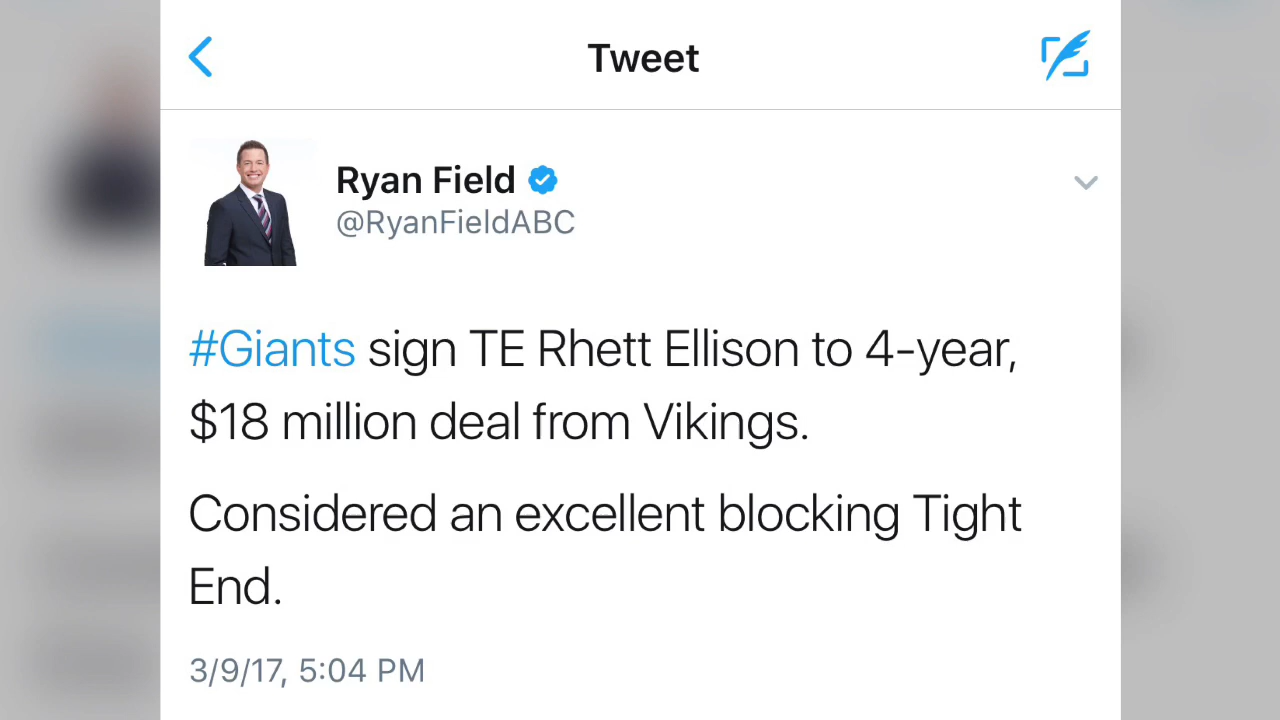 Tweet
Ryan Field
@RyanFieldABC
#Giants sign TE Rhett Ellison to 4-year,
$18 million deal from Vikings.
Considered an excellent blocking Tight
End.
3/9/17, 5:04 PM